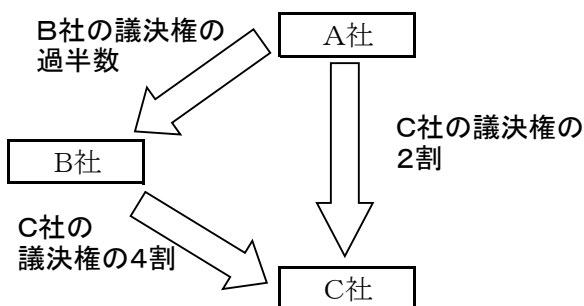 B社の議決権の
過半数
A社
C社の議決権の
2割
B社
C社の
議決権の4割
C社